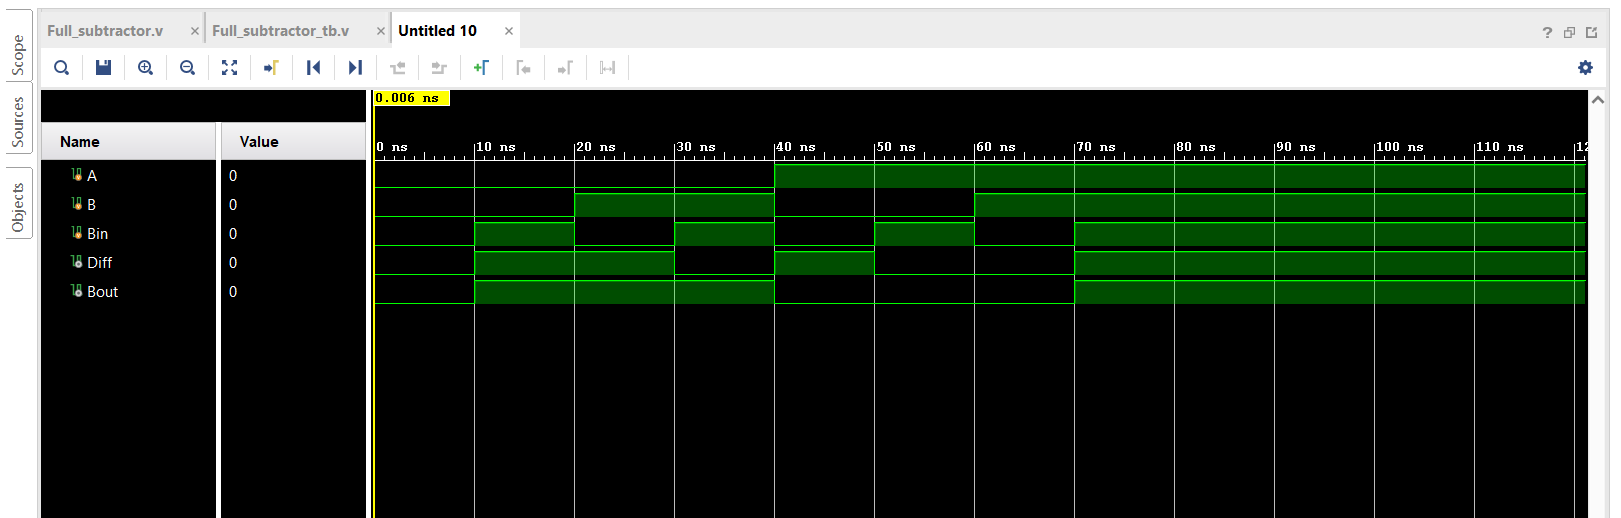 Scope
Sources
Objects
Full_subtractor.v × Full_subtractor_tb.v × Untitled 10 ×
?
0.006 ns
Name Value
0 ns 10 ns 20 ns 30 ns 40 ns 50 ns 60 ns 70 ns 80 ns 90 ns 100 ns 110 ns 12
A 0
B 0
Bin 0
Diff 0
Bout 0